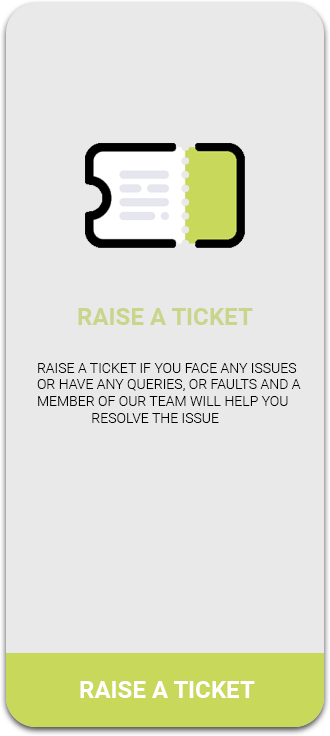 RAISE A TICKET
RAISE A TICKET IF YOU FACE ANY ISSUES
OR HAVE ANY QUERIES, OR FAULTS AND A
MEMBER OF OUR TEAM WILL HELP YOU
RESOLVE THE ISSUE
RAISE A TICKET